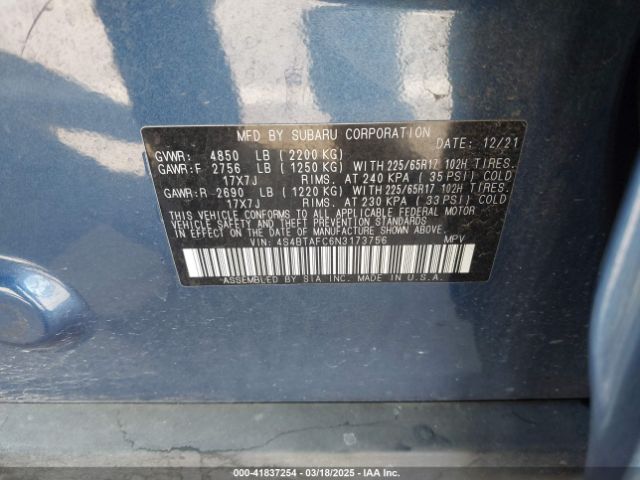 MFD BY SUBARU CORPORATION
DATE: 12/21
GVWR: 4850 LB (2200 KG)
GAWR:F 2756 LB (1250 KG) WITH 225/65R17 102H TIRES.
17X7J RIMS. AT 240 KPA (35 PSI) COLD
GAWR:R 2690 LB (1220 KG) WITH 225/65R17 102H TIRES.
17X7J RIMS. AT 230 KPA (33 PSI) COLD
THIS VEHICLE CONFORMS TO ALL APPLICABLE FEDERAL MOTOR
VEHICLE SAFETY, BUMPER, AND THEFT PREVENTION STANDARDS
IN EFFECT ON THE DATE OF MANUFACTURE SHOWN ABOVE.
VIN: 4S4BTAFC6N3173756 MPV
ASSEMBLED BY SIA INC. MADE IN U.S.A.
000-41837254 | 03/18/2025 - IAA Inc.